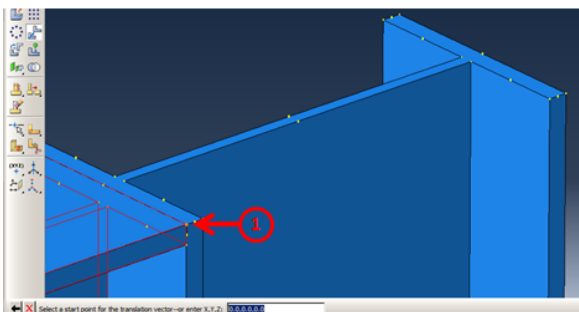 1
Select a start point for the translation vector--or enter X,Y,Z: 0.0,0.0,0.0